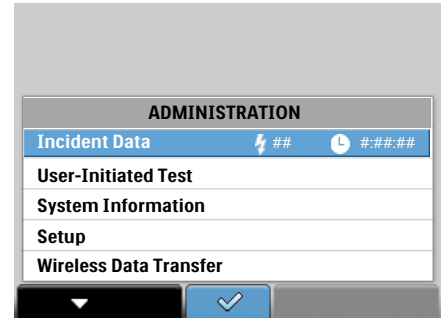 ADMINISTRATION
Incident Data ## #:##:##
User-Initiated Test
System Information
Setup
Wireless Data Transfer